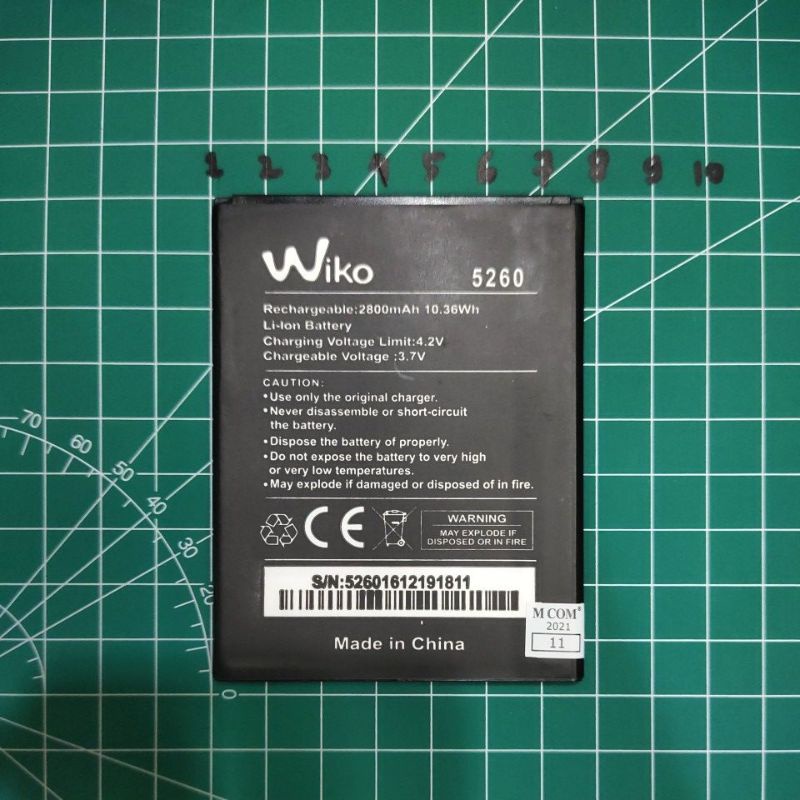 1 2 3 4 5 6 7 8 9 10
Wiko
5260
Rechargeable:2800mAh 10.36Wh
Li-Ion Battery
Charging Voltage Limit:4.2V
Chargeable Voltage :3.7V
CAUTION:
•Use only the original charger.
•Never disassemble or short-circuit
the battery.
•Dispose the battery of properly.
•Do not expose the battery to very high
or very low temperatures.
•May explode if damaged or disposed of in fire.
CE
WARNING
MAY EXPLODE IF
DISPOSED OR IN FIRE
S/N:52601612191811
Made in China
M COM®
2021
11
70
60
50
40
30
20
0